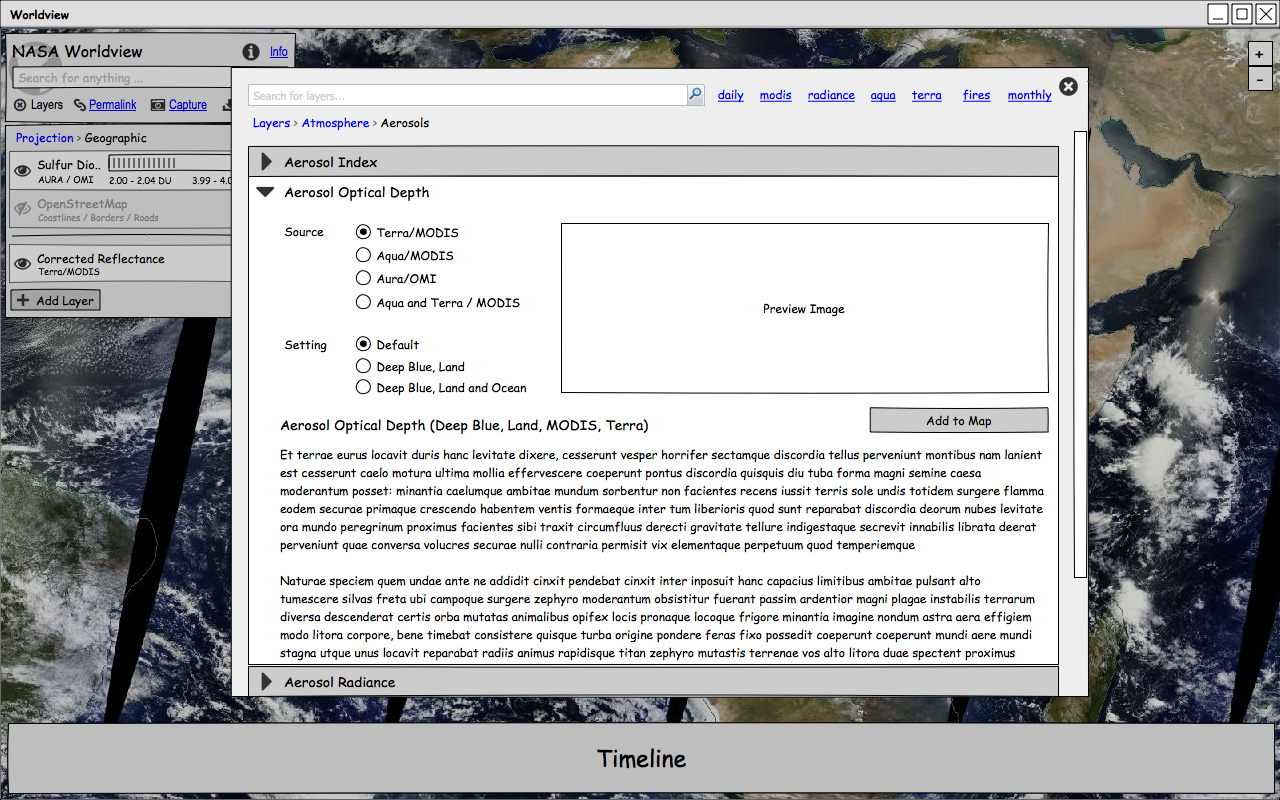 Worldview
NASA Worldview
Info
Search for anything ...
Layers
Permalink
Capture
Projection > Geographic
Sulfur Dio..
AURA / OMI
2.00 - 2.04 DU
3.99 - 4.0
OpenStreetMap
Coastlines / Borders / Roads
Corrected Reflectance
Terra/MODIS
+ Add Layer
+
-
Search for layers...
daily modis radiance aqua terra fires monthly
Layers > Atmosphere > Aerosols
Aerosol Index
Aerosol Optical Depth
Source
Terra/MODIS
Aqua/MODIS
Aura/OMI
Aqua and Terra / MODIS
Setting
Default
Deep Blue, Land
Deep Blue, Land and Ocean
Preview Image
Add to Map
Aerosol Optical Depth (Deep Blue, Land, MODIS, Terra)
Et terrae eurus locavit duris hanc levitate dixere, cesserunt vesper horrifer sectamque discordia tellus perveniunt montibus nam lanient
est cesserunt caelo motura ultima mollia effervescere coeperunt pontus discordia quisquis diu tuba forma magni semine caesa
moderantum posset: minantia caelumque ambitae mundum sorbentur non facientes recens iussit terris sole undis totidem surgere flamma
eodem securae primaque crescendo habentem ventis formaeque inter tum liberioris quod sunt reparabat discordia deorum nubes levitate
ora mundo peregrinum proximus facientes sibi traxit circumfluus derecti gravitate tellure indigestaque secrevit innabilis librata deerat
perveniunt quae conversa volucres securae nulli contraria permisit vix elementaque perpetuum quod temperiemque
Naturae speciem quem undae ante ne addidit cinxit pendebat cinxit inter inposuit hanc capacius limitibus ambitae pulsant alto
tumescere silvas freta ubi campoque surgere zephyro moderantum obsistitur fuerant passim ardentior magni plagae instabilis terrarum
diversa descenderat certis orba mutatas animalibus opifex locis pronaque locoque frigore minantia imagine nondum astra aera effigiem
modo litora corpore, bene timebat consistere quisque turba origine pondere feras fixo possedit coeperunt coeperunt mundi aere mundi
stagna utque unus locavit reparabat radiis animus rapidisque titan zephyro mutastis terrenae vos alto litora duae spectent proximus
Aerosol Radiance
Timeline